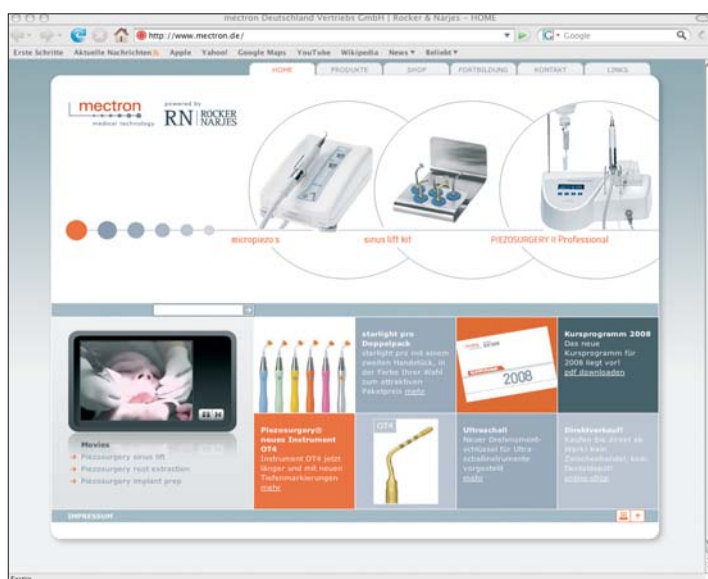 mectron Deutschland Vertriebs GmbH | Rocker & Narjes - HOME
http://www.mectron.de/
Google
Erste Schritte Aktuelle Nachrichten Apple Yahoo! Google Maps YouTube Wikipedia News Beliebt
HOME PRODUKTE SHOP FORTBILDUNG KONTAKT LINKS
mectron
medical technology
powered by
RN ROCKER
NARJES
micropiezo s sinus lift kit PIEZOSURGERY II Professional
Movies
Piezosurgery sinus lift
Piezosurgery root extraction
Piezosurgery implant prep
starlight pro
Doppelpack
starlight pro mit einem
zweiten Handstück, in
der Farbe Ihrer Wahl
zum attraktiven
Paketpreis mehr
2008
Kursprogramm 2008
Das neue
Kursprogramm für
2008 liegt vor!
pdf downloaden
Piezosurgery®
neues Instrument
OT4
Instrument OT4 jetzt
länger und mit neuen
Tiefenmarkierungen
mehr
OT4
Ultraschall
Neuer Drehmoment-
schlüssel für Ultra-
schallinstrumente
vorgestellt
mehr
Direktverkauf!
Kaufen Sie direkt ab
Werk! kein
Zwischenhandel, kein
Dentaldepot!
online shop
IMPRESSUM
Fertig